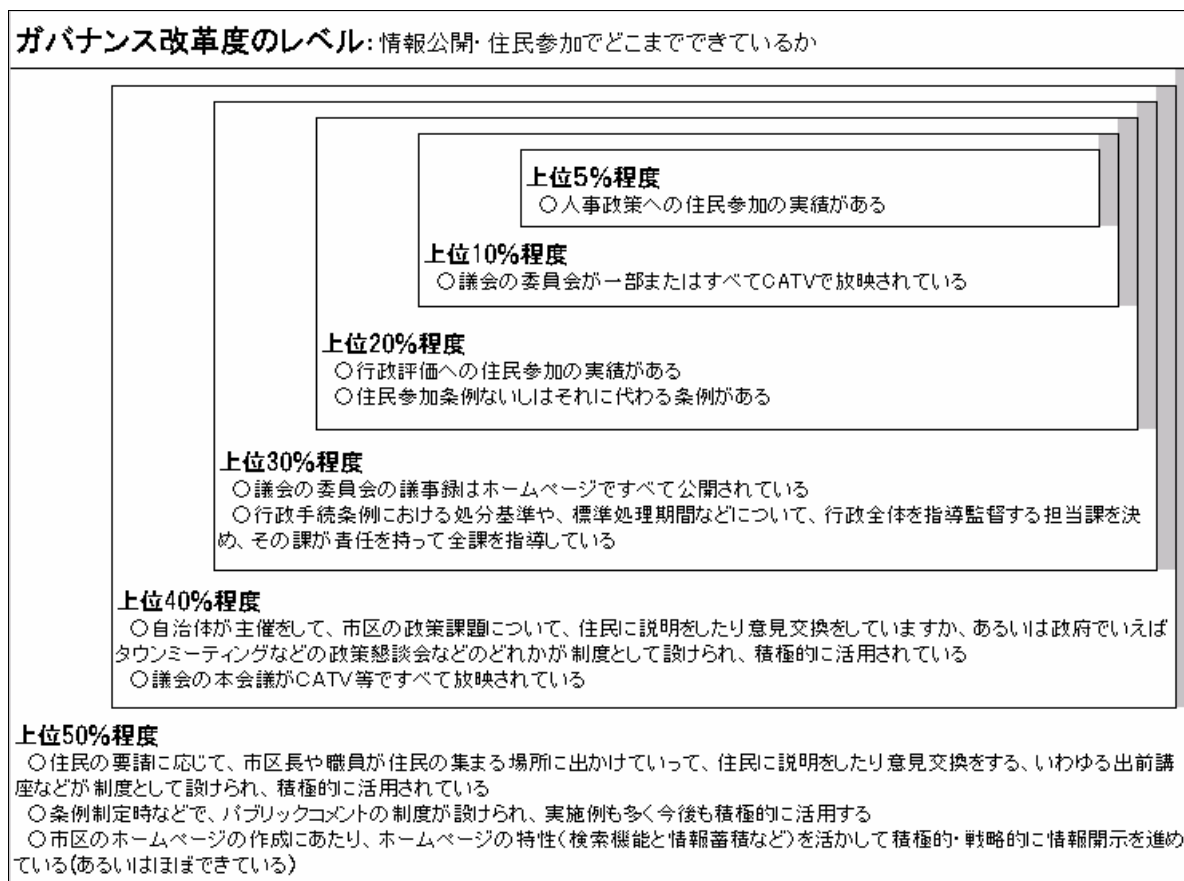 ガバナンス改革度のレベル：情報公開・住民参加でどこまでできているか
上位5%程度
○人事政策への住民参加の実績がある
上位10%程度
○議会の委員会が一部またはすべてCATVで放映されている
上位20%程度
○行政評価への住民参加の実績がある
○住民参加条例ないしはそれに代わる条例がある
上位30%程度
○議会の委員会の議事録はホームページですべて公開されている
○行政手続条例における処分基準や、標準処理期間などについて、行政全体を指導監督する担当課を決
め、その課が責任を持って全課を指導している
上位40%程度
○自治体が主催をして、市区の政策課題について、住民に説明をしたり意見交換をしていますか、あるいは政府でいえば
タウンミーティングなどの政策懇談会などのどれかが制度として設けられ、積極的に活用されている
○議会の本会議がCATV等ですべて放映されている
上位50%程度
○住民の要請に応じて、市区長や職員が住民の集まる場所に出かけていって、住民に説明をしたり意見交換をする、いわゆる出前講
座などが制度として設けられ、積極的に活用されている
○条例制定時などで、パブリックコメントの制度が設けられ、実施例も多く今後も積極的に活用する
○市区のホームページの作成にあたり、ホームページの特性（検索機能と情報蓄積など）を活かして積極的・戦略的に情報開示を進め
ている(あるいはほぼできている)